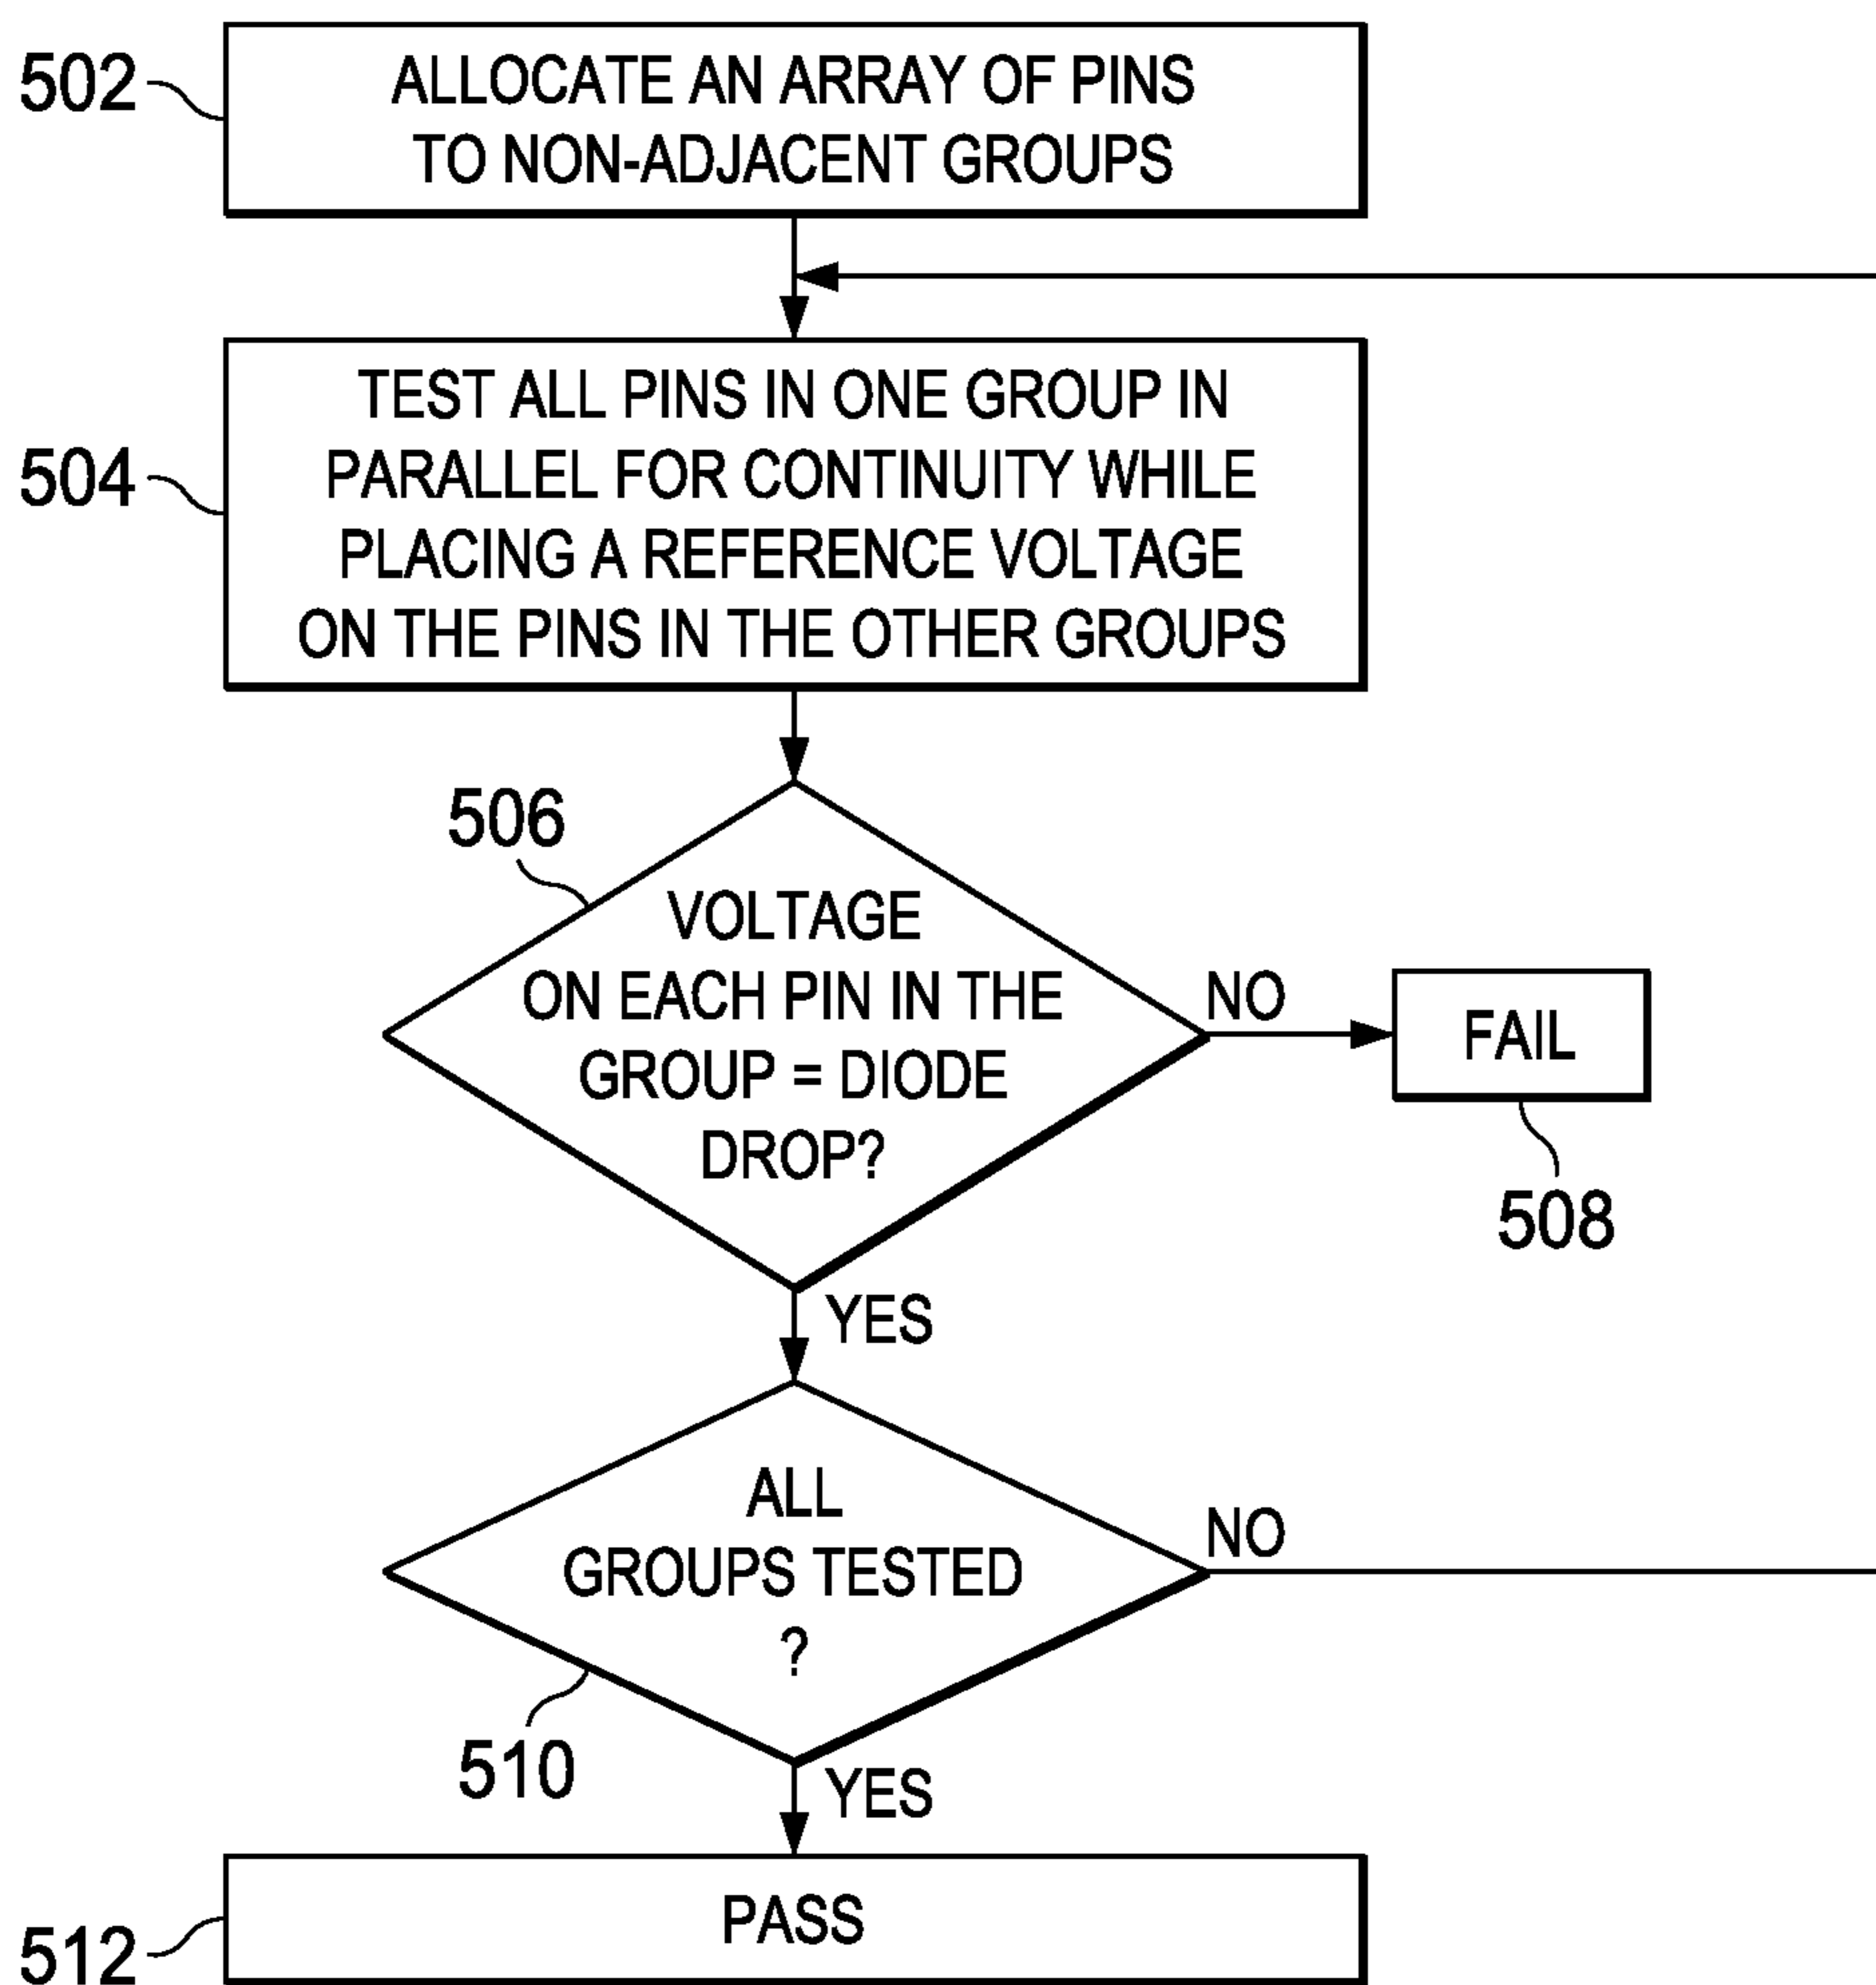 502
ALLOCATE AN ARRAY OF PINS
TO NON-ADJACENT GROUPS
504
TEST ALL PINS IN ONE GROUP IN
PARALLEL FOR CONTINUITY WHILE
PLACING A REFERENCE VOLTAGE
ON THE PINS IN THE OTHER GROUPS
506
VOLTAGE
ON EACH PIN IN THE
GROUP = DIODE
DROP?
NO
FAIL
508
YES
ALL
GROUPS TESTED
?
NO
510
YES
PASS
512